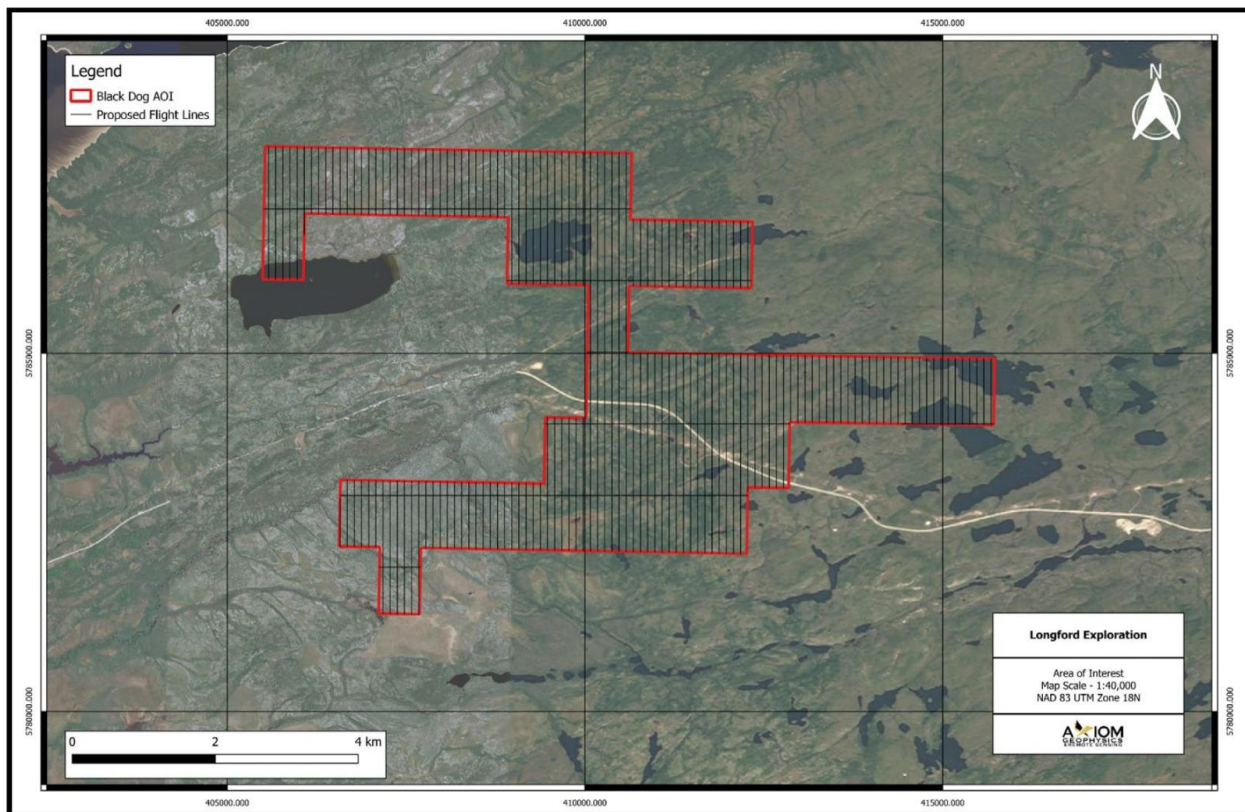 405000.000
410000.000
415000.000
Legend
Black Dog AOI
Proposed Flight Lines
N
5785000.000
5785000.000
5780000.000
5780000.000
Longford Exploration
Area of Interest
Map Scale - 1:40,000
NAD 83 UTM Zone 18N
AXIOM
GEOPHYSICS
0
2
4 km
405000.000
410000.000
415000.000